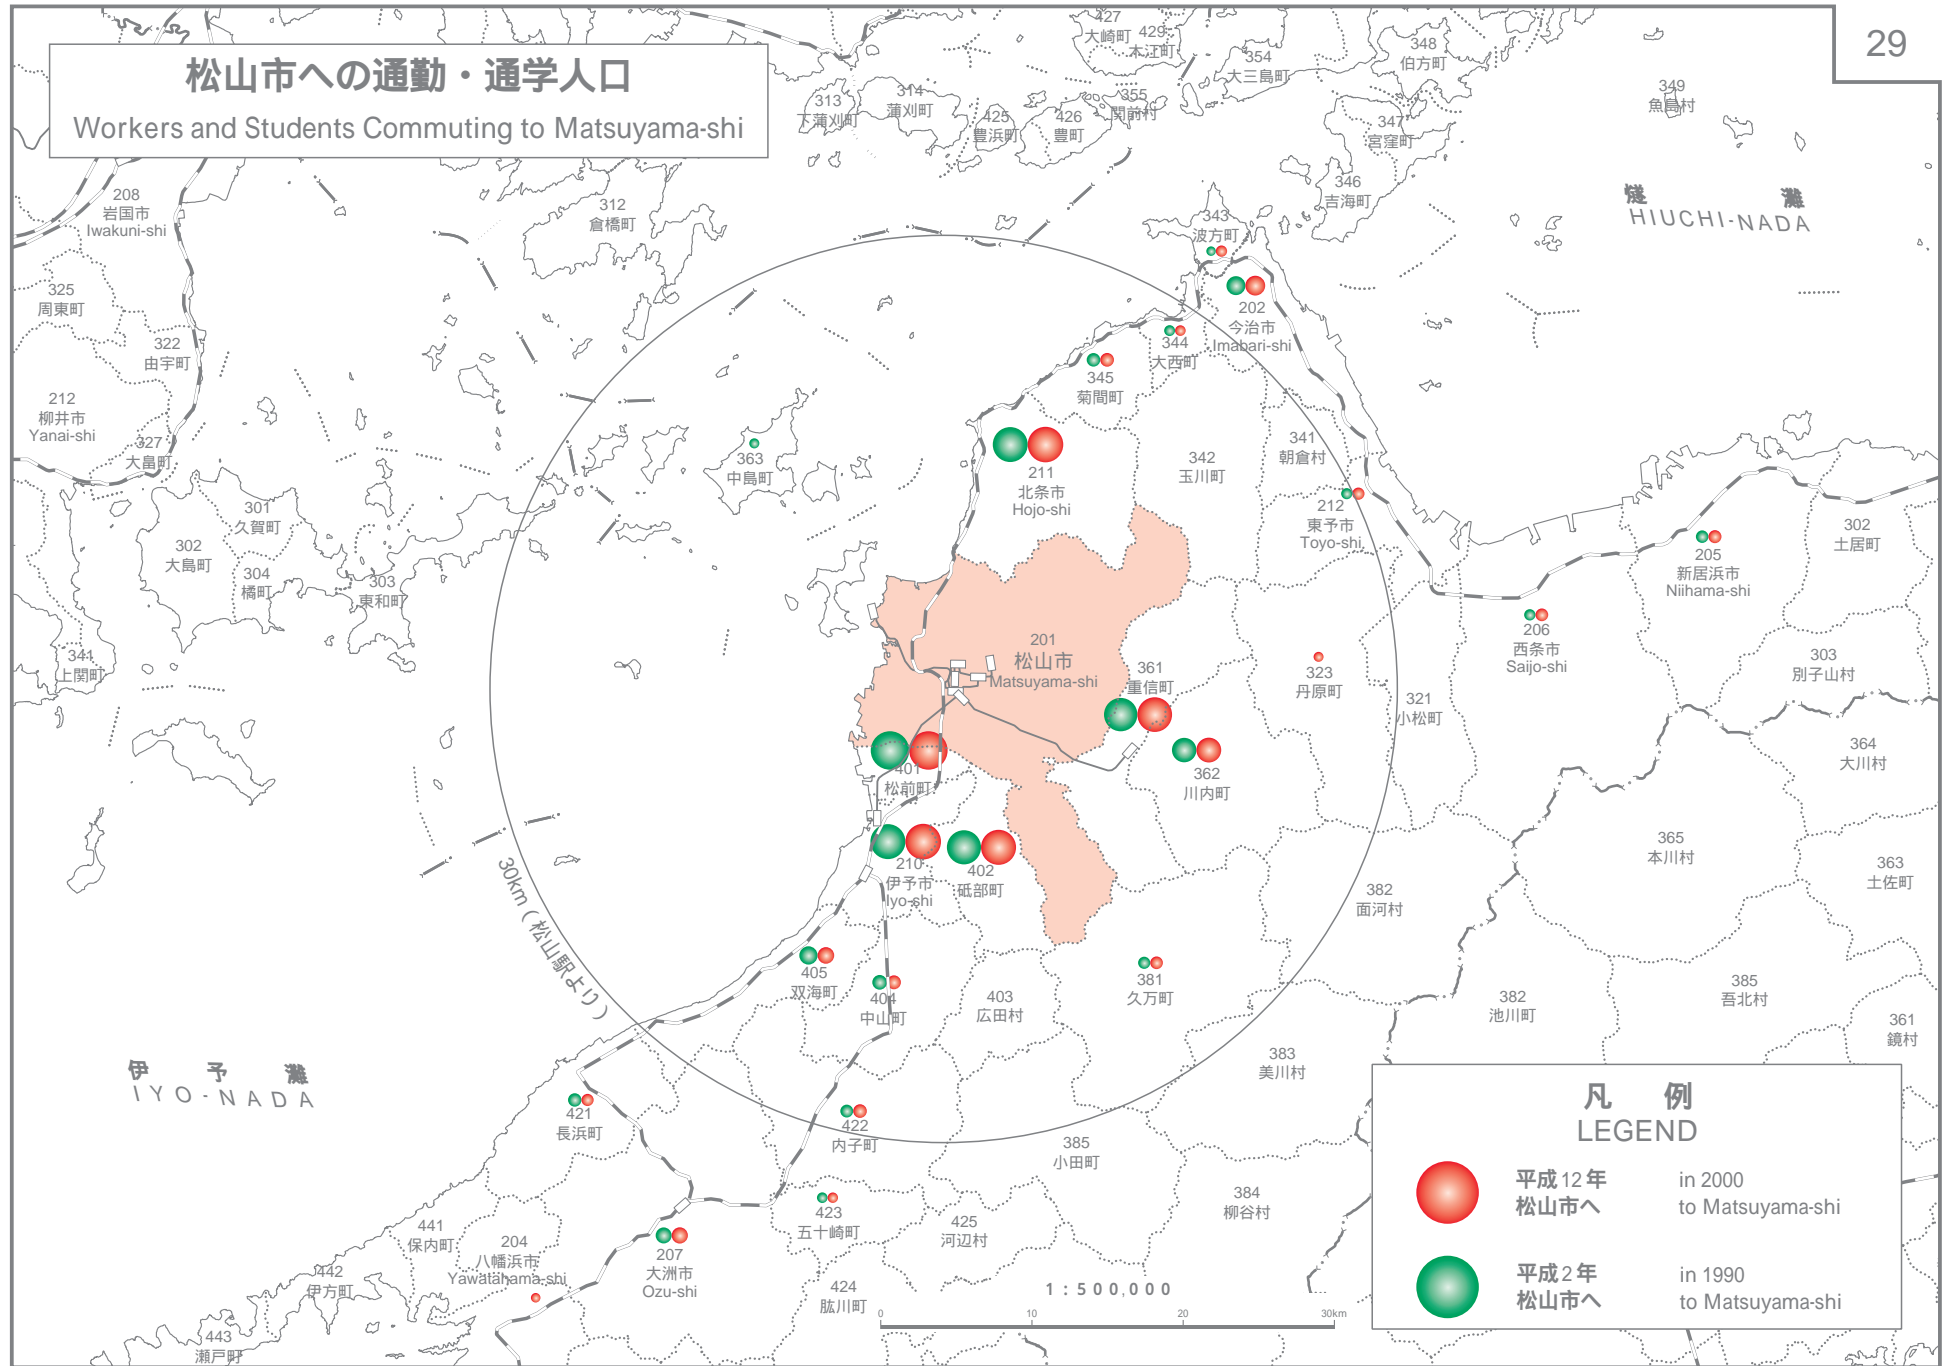 29
松山市への通勤・通学人口
Workers and Students Commuting to Matsuyama-shi
427
大崎町
429
木江町
354
大三島町
348
伯方町
349
魚島村
313
下蒲刈町
314
蒲刈町
425
豊浜町
426
豊町
355
関前村
347
宮窪町
346
吉海町
燧灘
HIUCHI-NADA
208
岩国市
Iwakuni-shi
312
倉橋町
343
波方町
325
周東町
322
由宇町
202
今治市
Imabari-shi
344
大西町
345
菊間町
212
柳井市
Yanai-shi
327
大畠町
363
中島町
211
北条市
Hojo-shi
342
玉川町
341
朝倉村
212
東予市
Toyo-shi
301
久賀町
302
大島町
304
橘町
303
東和町
205
新居浜市
Niihama-shi
302
土居町
206
西条市
Saijo-shi
303
別子山村
341
上関町
201
松山市
Matsuyama-shi
361
重信町
323
丹原町
321
小松町
362
川内町
364
大川村
401
松前町
365
本川村
363
土佐町
210
伊予市
Iyo-shi
402
砥部町
382
面河村
30km(松山駅より)
405
双海町
404
中山町
403
広田村
381
久万町
382
池川町
385
吾北村
361
鏡村
伊予灘
IYO-NADA
383
美川村
421
長浜町
422
内子町
385
小田町
384
柳谷村
423
五十崎町
425
河辺村
441
保内町
204
八幡浜市
Yawatahama-shi
207
大洲市
Ozu-shi
442
伊方町
424
肱川町
443
瀬戸町
1:500,000
0 10 20 30km
凡例
LEGEND
平成12年 in 2000
松山市へ to Matsuyama-shi
平成2年 in 1990
松山市へ to Matsuyama-shi